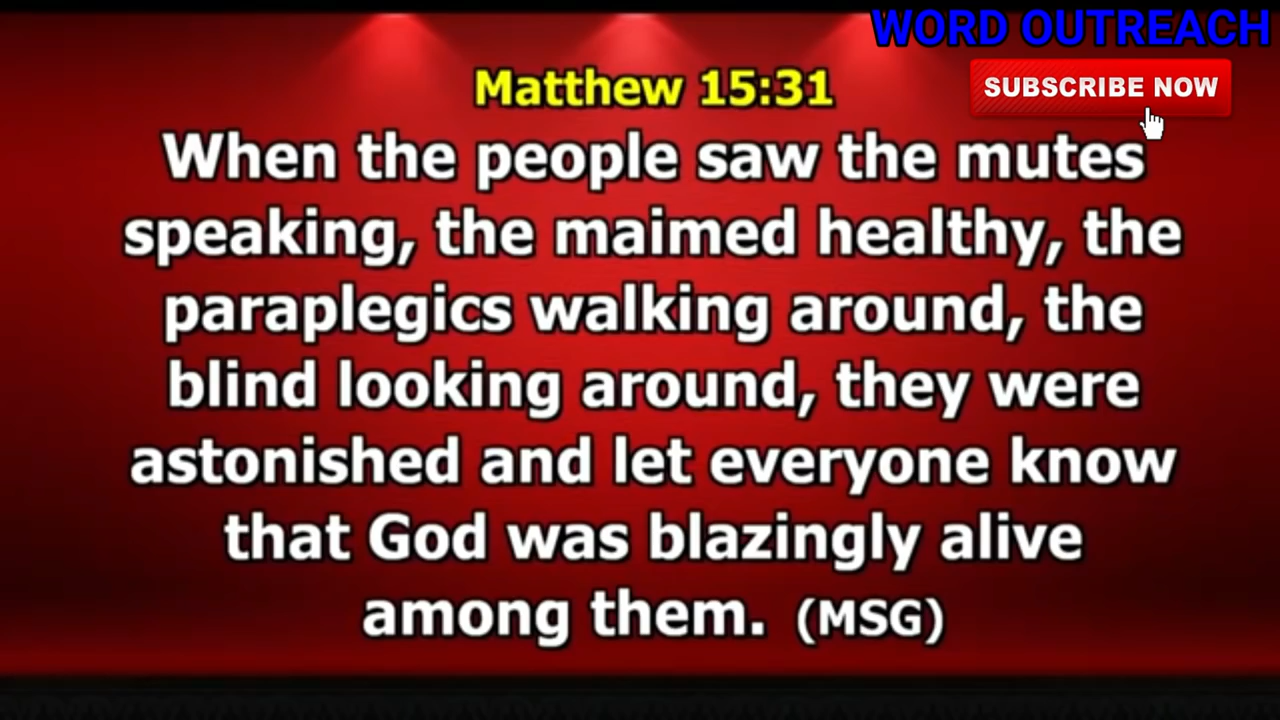 WORD OUTREACH
SUBSCRIBE NOW
Matthew 15:31
When the people saw the mutes
speaking, the maimed healthy, the
paraplegics walking around, the
blind looking around, they were
astonished and let everyone know
that God was blazingly alive
among them. (MSG)